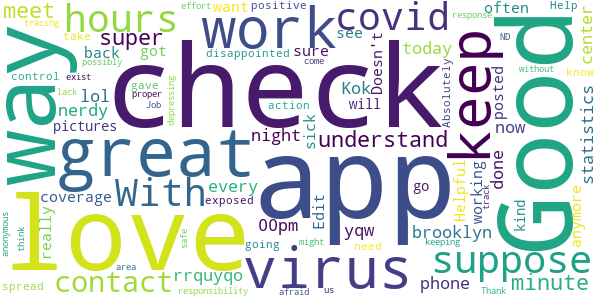 meet
hours
work
covid
often
Help
tracing
take
effort
positive
want
response
ND
super
back
got
disappointed
sure
see
today
center
control
possibly
come
Doesn't
keep
know
exist
lol
check
Kok
posted
without
lack
gave
action
will
Absolutely
nerdy
proper
Job
depressing
pictures
night
sick
understand
now
statistics
way
great
done
Good
coverage
With
every
app
go
Helpful
working
track
anymore
exposed
Edit
kind
love
00pm
yqw
brooklyn
keeping
really
going
might
need
suppose
anonymous
think
safe
area
virus
contact
rrquyqo
phone
minute
spread
responsibility
afraid
us
Thank